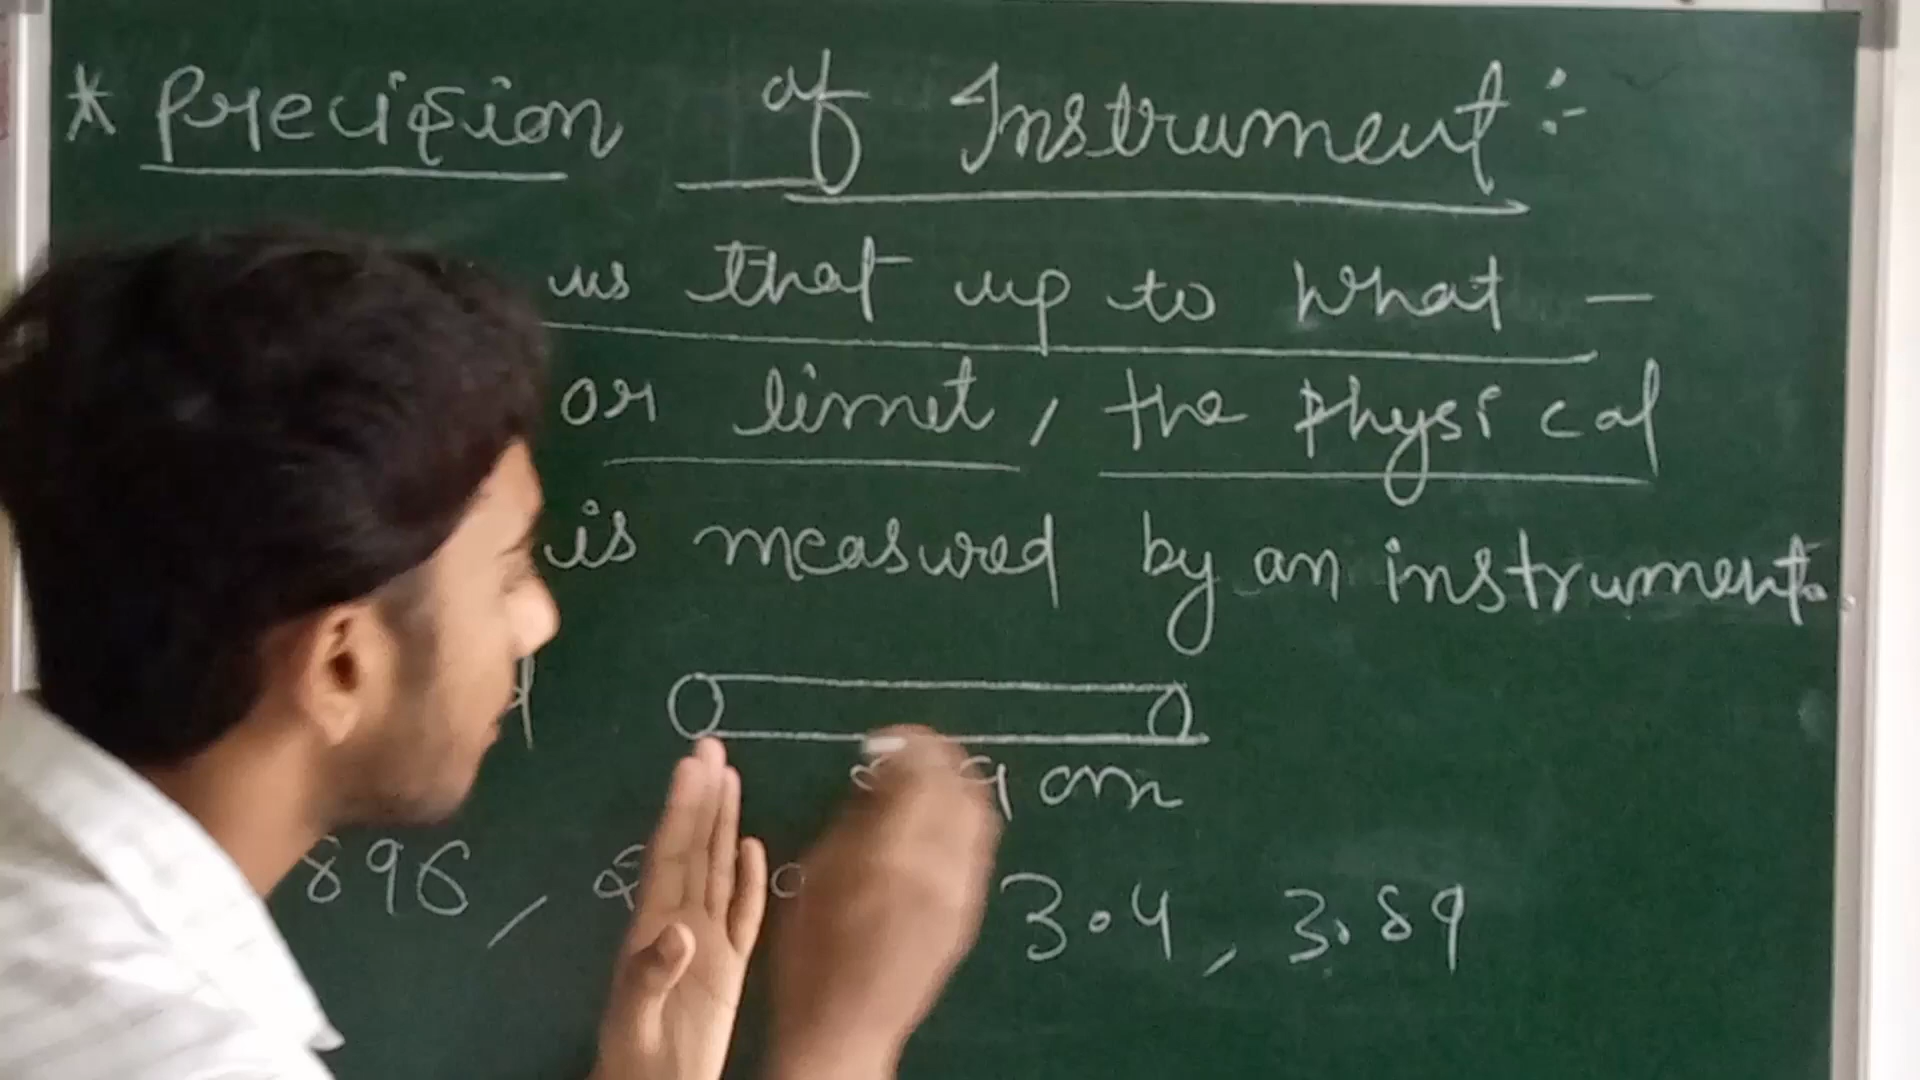 * Precision of Instrument :-
us that up to what -
or limit, the physical
is measured by an instrument.
cm
896, 3.4, 3.89